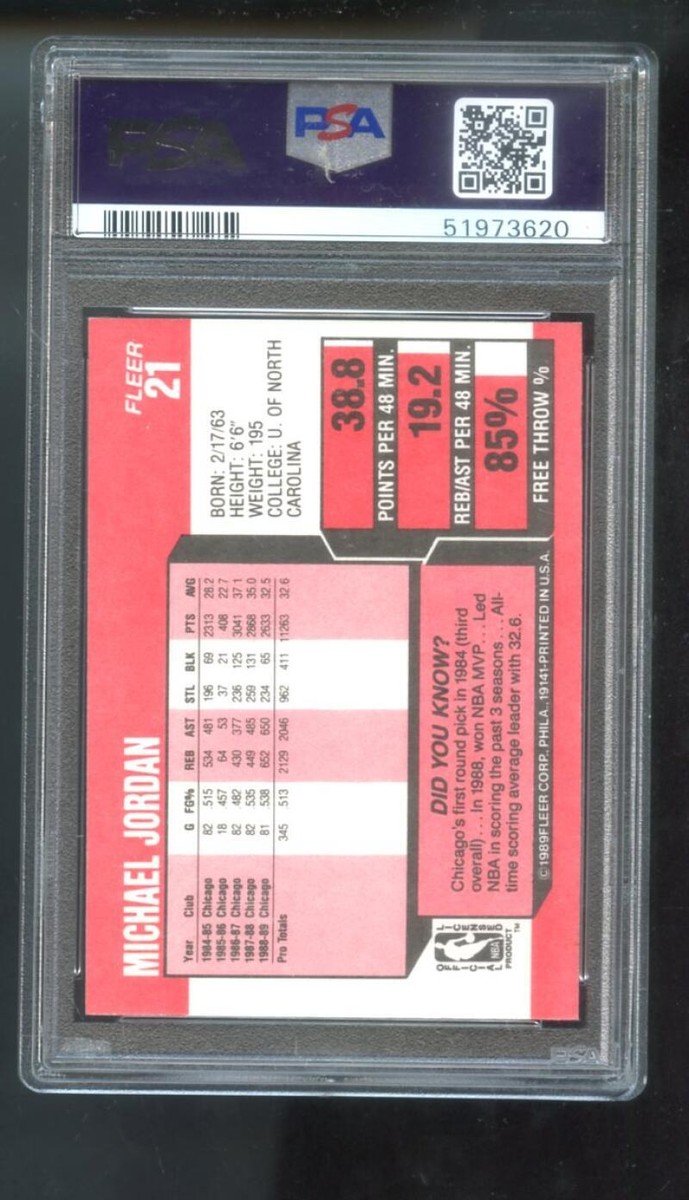 PSA
PSA
51973620
FLEER
21
MICHAEL JORDAN
BORN: 2/17/63
HEIGHT: 6'6"
WEIGHT: 195
COLLEGE: U. OF NORTH
CAROLINA
Year Club G FG% REB AST STL BLK PTS AVG
1984-85 Chicago 82 .515 534 481 196 69 2313 28.2
1985-86 Chicago 18 .457 64 53 37 21 408 22.7
1986-87 Chicago 82 .482 430 377 236 125 3041 37.1
1987-88 Chicago 82 .535 449 485 259 131 2868 35.0
1988-89 Chicago 81 .538 652 650 234 65 2633 32.5
Pro Totals 345 .513 2129 2046 962 411 11263 32.6
38.8
POINTS PER 48 MIN.
19.2
REB/AST PER 48 MIN.
85%
FREE THROW %
DID YOU KNOW?
Chicago's first round pick in 1984 (third
overall)... In 1988, won NBA MVP... Led
NBA in scoring the past 3 seasons... All-
time scoring average leader with 32.6.
OFFICIAL
LICENSED
NBA
PRODUCT™
©1989 FLEER CORP., PHILA., 19141-PRINTED IN U.S.A.
PSA